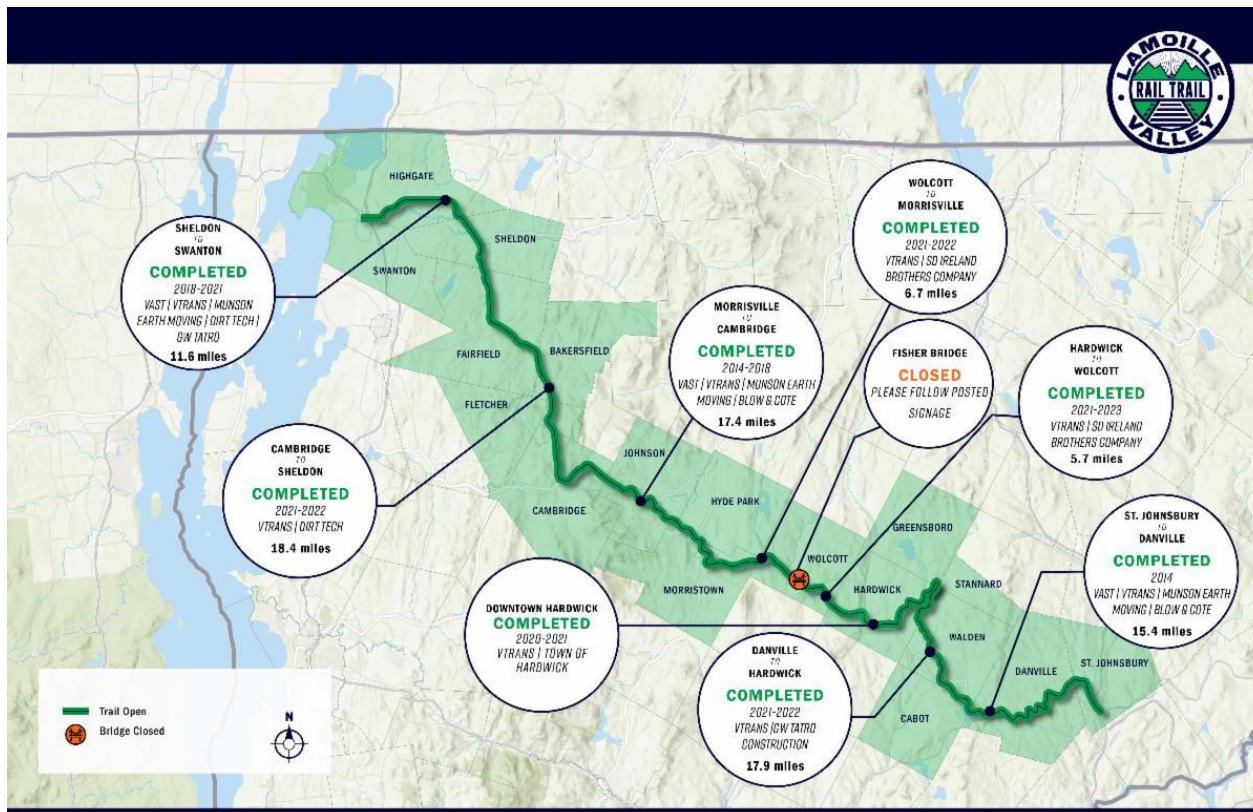 LAMOILLE
RAIL TRAIL
VALLEY
HIGHGATE
SHELDON
SWANTON
FAIRFIELD
BAKERSFIELD
FLETCHER
CAMBRIDGE
JOHNSON
HYDE PARK
MORRISTOWN
WOLCOTT
GREENSBORO
HARDWICK
STANNARD
WALDEN
DANVILLE
ST. JOHNSBURY
CABOT
SHELDON
TO
SWANTON
COMPLETED
2018-2021
VAST | VTRANS | MUNSON
EARTH MOVING | DIRT TECH |
GW TATRO
11.6 miles
CAMBRIDGE
TO
SHELDON
COMPLETED
2021-2022
VTRANS | DIRT TECH
18.4 miles
MORRISVILLE
TO
CAMBRIDGE
COMPLETED
2014-2018
VAST | VTRANS | MUNSON EARTH
MOVING | BLOW & COTE
17.4 miles
WOLCOTT
TO
MORRISVILLE
COMPLETED
2021-2022
VTRANS | SD IRELAND
BROTHERS COMPANY
6.7 miles
FISHER BRIDGE
CLOSED
PLEASE FOLLOW POSTED
SIGNAGE
HARDWICK
TO
WOLCOTT
COMPLETED
2021-2023
VTRANS | SD IRELAND
BROTHERS COMPANY
5.7 miles
ST. JOHNSBURY
TO
DANVILLE
COMPLETED
2014
VAST | VTRANS | MUNSON EARTH
MOVING | BLOW & COTE
15.4 miles
DOWNTOWN HARDWICK
COMPLETED
2020-2021
VTRANS | TOWN OF
HARDWICK
DANVILLE
TO
HARDWICK
COMPLETED
2021-2022
VTRANS |GW TATRO
CONSTRUCTION
17.9 miles
Trail Open
Bridge Closed
N